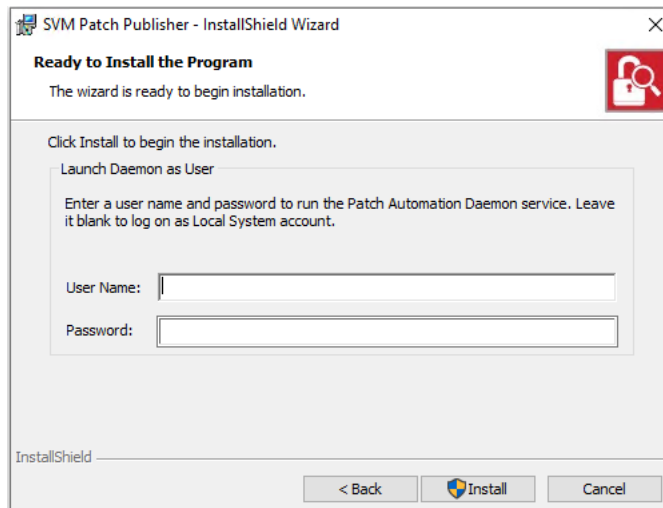 SVM Patch Publisher - InstallShield Wizard
Ready to Install the Program
The wizard is ready to begin installation.
Click Install to begin the installation.
Launch Daemon as User
Enter a user name and password to run the Patch Automation Daemon service. Leave
it blank to log on as Local System account.
User Name:
Password:
InstallShield
< Back
Install
Cancel